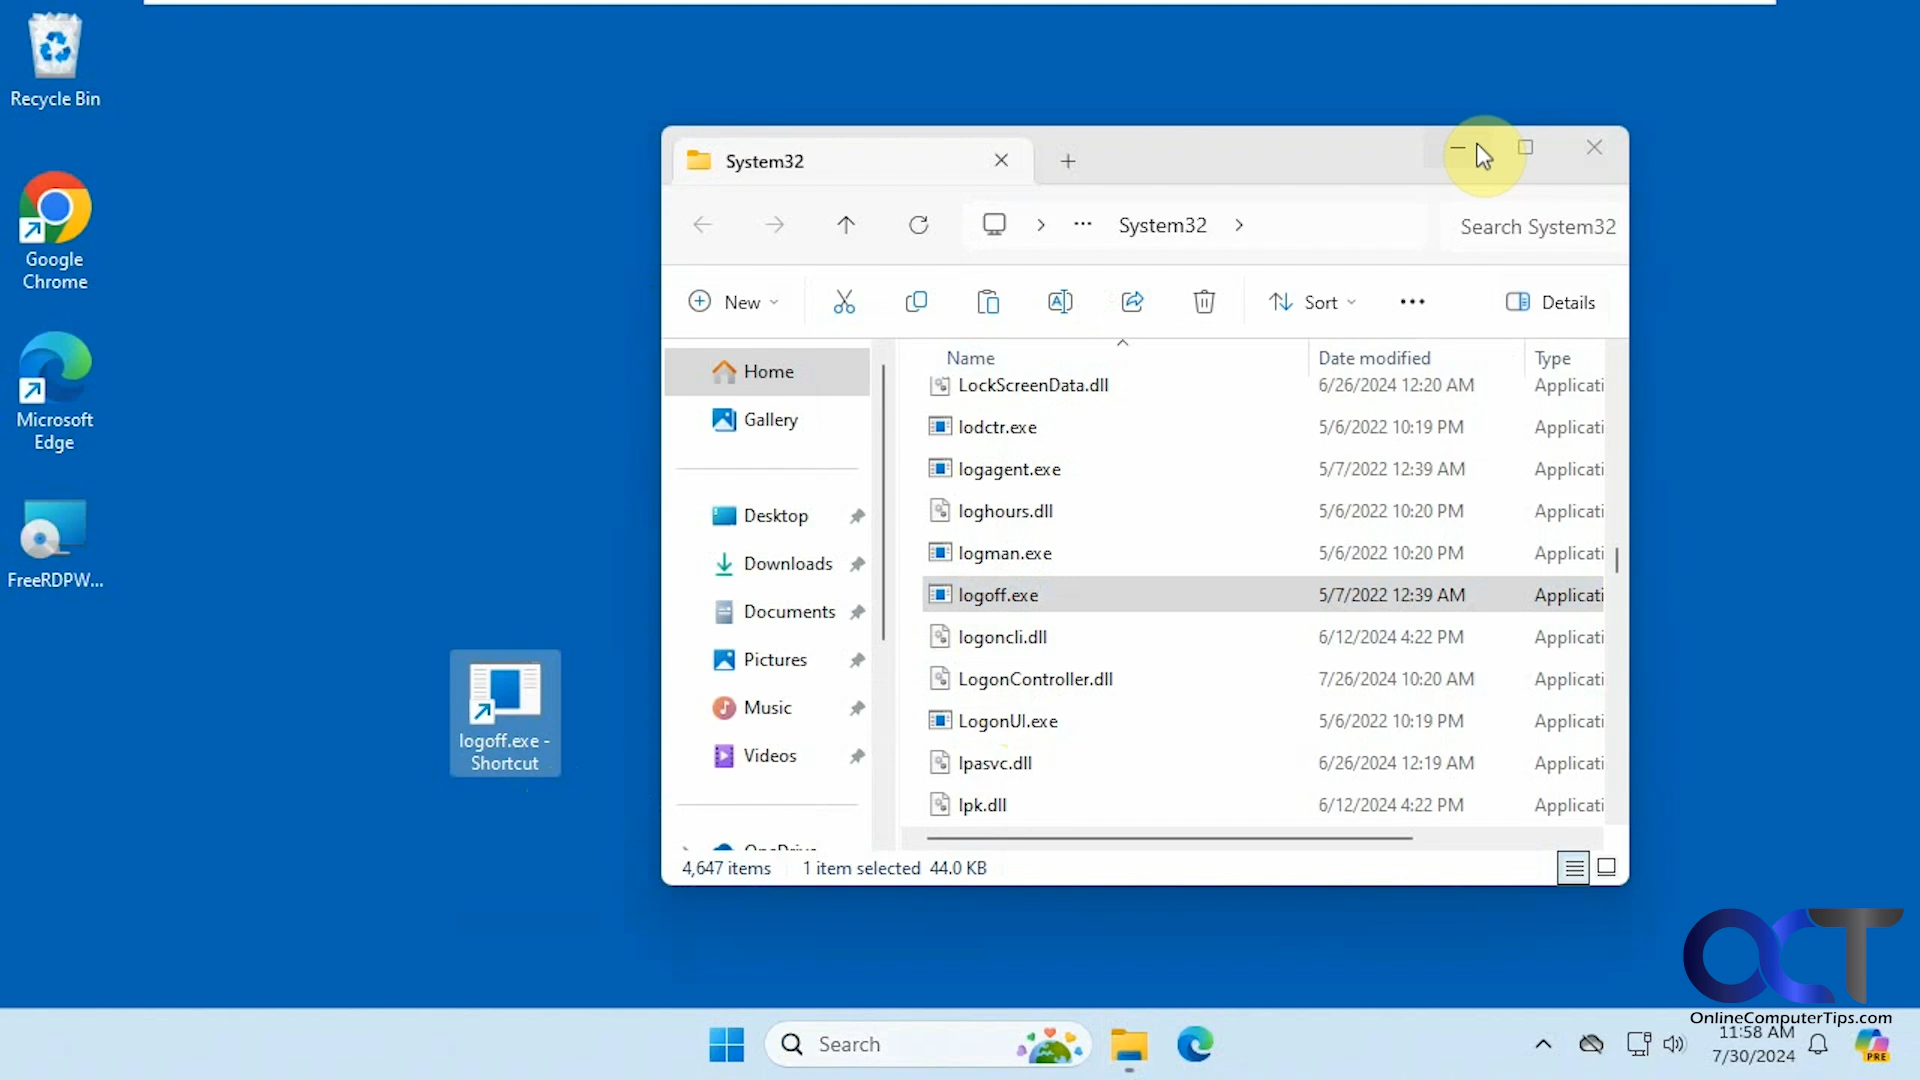 Recycle Bin
Google
Chrome
Microsoft
Edge
FreeRDPW...
logoff.exe -
Shortcut
System32
System32
Search System32
New
Sort
Details
Home
Gallery
Desktop
Downloads
Documents
Pictures
Music
Videos
OneDrive
Name Date modified Type
LockScreenData.dll 6/26/2024 12:20 AM Applicati
lodctr.exe 5/6/2022 10:19 PM Applicati
logagent.exe 5/7/2022 12:39 AM Applicati
loghours.dll 5/6/2022 10:20 PM Applicati
logman.exe 5/6/2022 10:20 PM Applicati
logoff.exe 5/7/2022 12:39 AM Applicati
logoncli.dll 6/12/2024 4:22 PM Applicati
LogonController.dll 7/26/2024 10:20 AM Applicati
LogonUI.exe 5/6/2022 10:19 PM Applicati
lpasvc.dll 6/26/2024 12:19 AM Applicati
lpk.dll 6/12/2024 4:22 PM Applicati
4,647 items 1 item selected 44.0 KB
OCT
OnlineComputerTips.com
Search
11:58 AM
7/30/2024
PRE